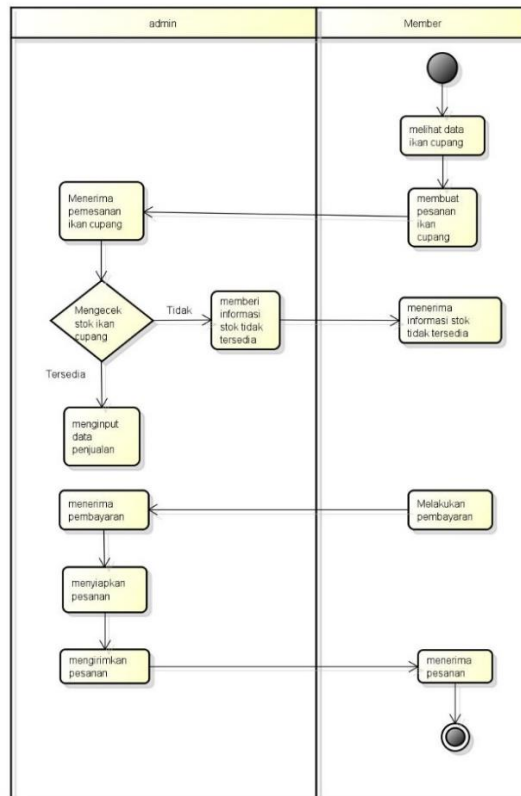 admin
Member
melihat data
ikan cupang
Menerima
pemesanan
ikan cupang
membuat
pesanan
ikan
cupang
Mengecek
stok ikan
cupang
Tidak
memberi
informasi
stok tidak
tersedia
menerima
informasi stok
tidak tersedia
Tersedia
menginput
data
penjualan
menerima
pembayaran
Melakukan
pembayaran
menyiapkan
pesanan
mengirimkan
pesanan
menerima
pesanan